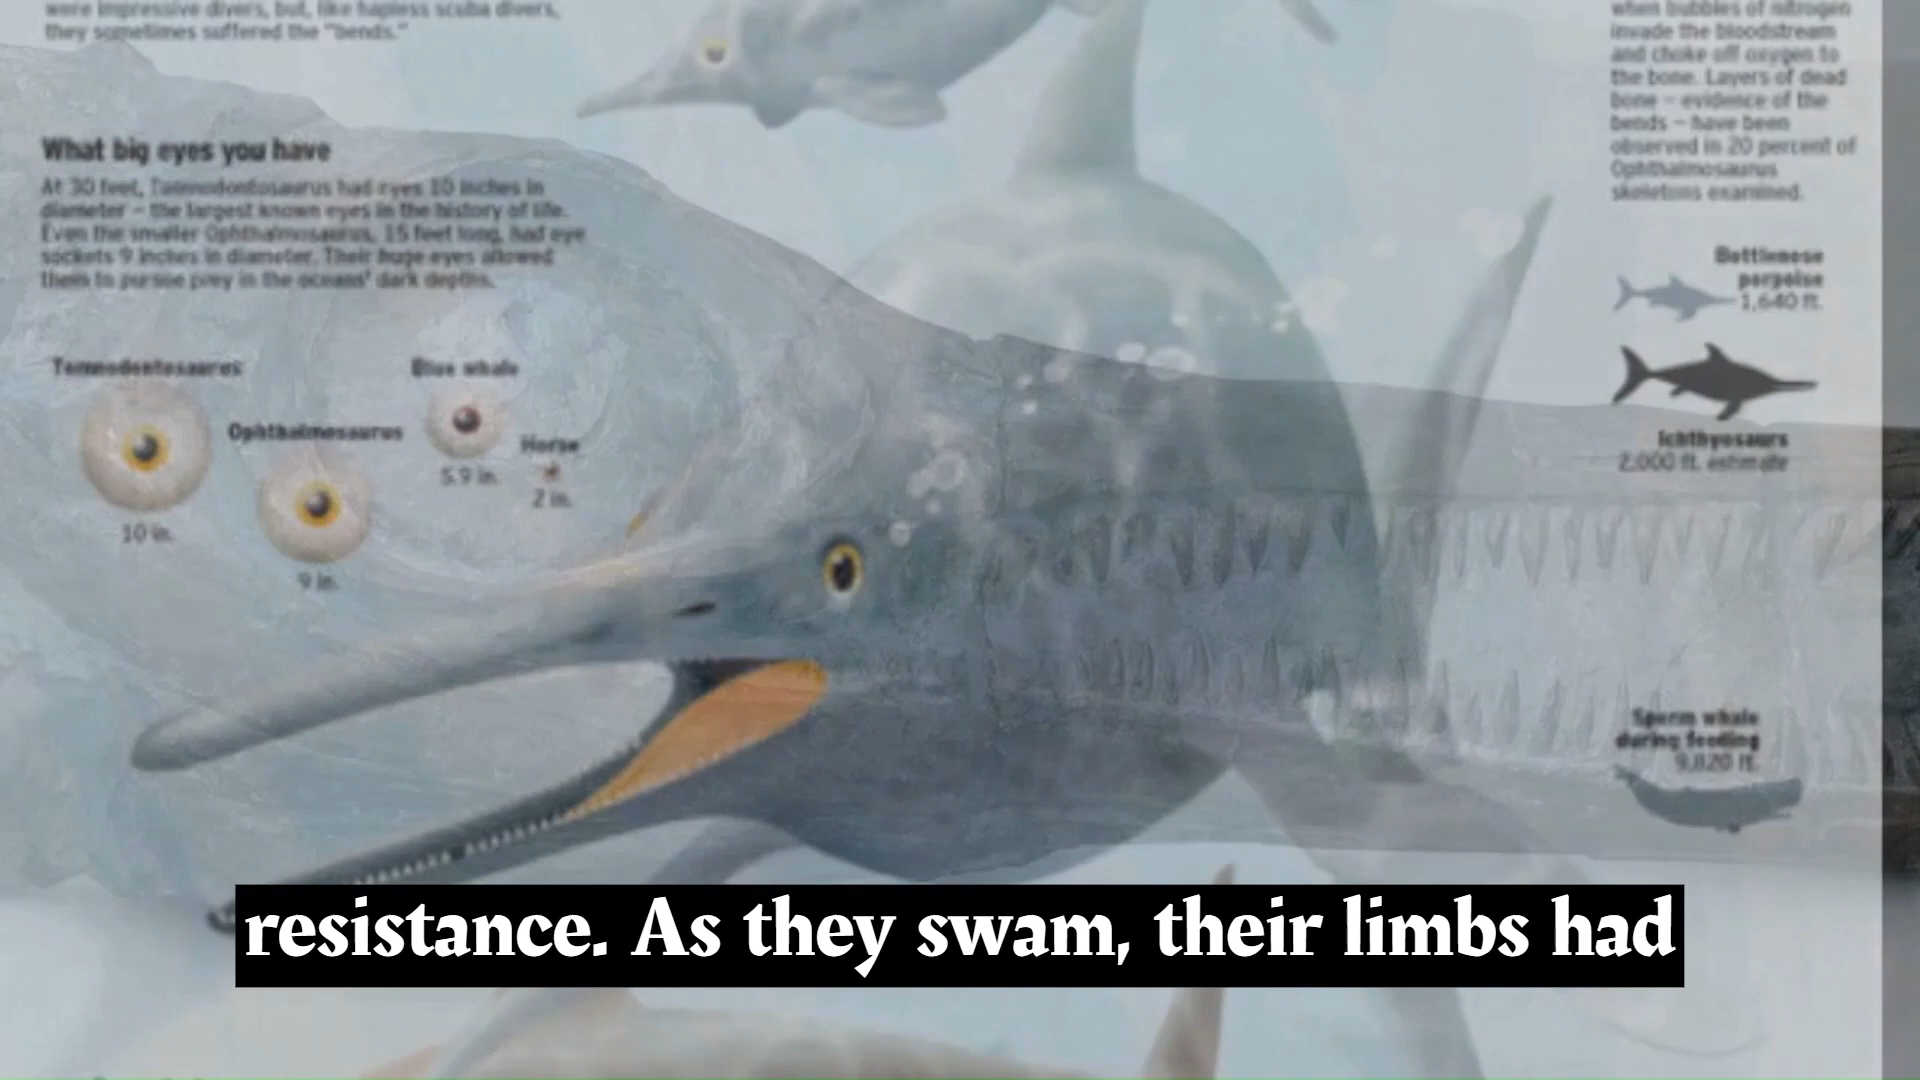 were impressive divers, but, like hapless scuba divers,
they sometimes suffered the "bends."
What big eyes you have
At 30 feet, Temnodontosaurus had eyes 10 inches in
diameter – the largest known eyes in the history of life.
Even the smaller Ophthalmosaurus, 15 feet long, had eye
sockets 9 inches in diameter. Their huge eyes allowed
them to pursue prey in the oceans' dark depths.
Temnodontosaurus
10 in.
Ophthalmosaurus
9 in.
Blue whale
5.9 in.
Horse
2 in.
when bubbles of nitrogen
invade the bloodstream
and choke off oxygen to
the bone. Layers of dead
bone – evidence of the
bends – have been
observed in 20 percent of
Ophthalmosaurus
skeletons examined.
Bottlenose
porpoise
1,640 ft.
Ichthyosaurs
2,000 ft. estimate
Sperm whale
during feeding
9,820 ft.
resistance. As they swam, their limbs had